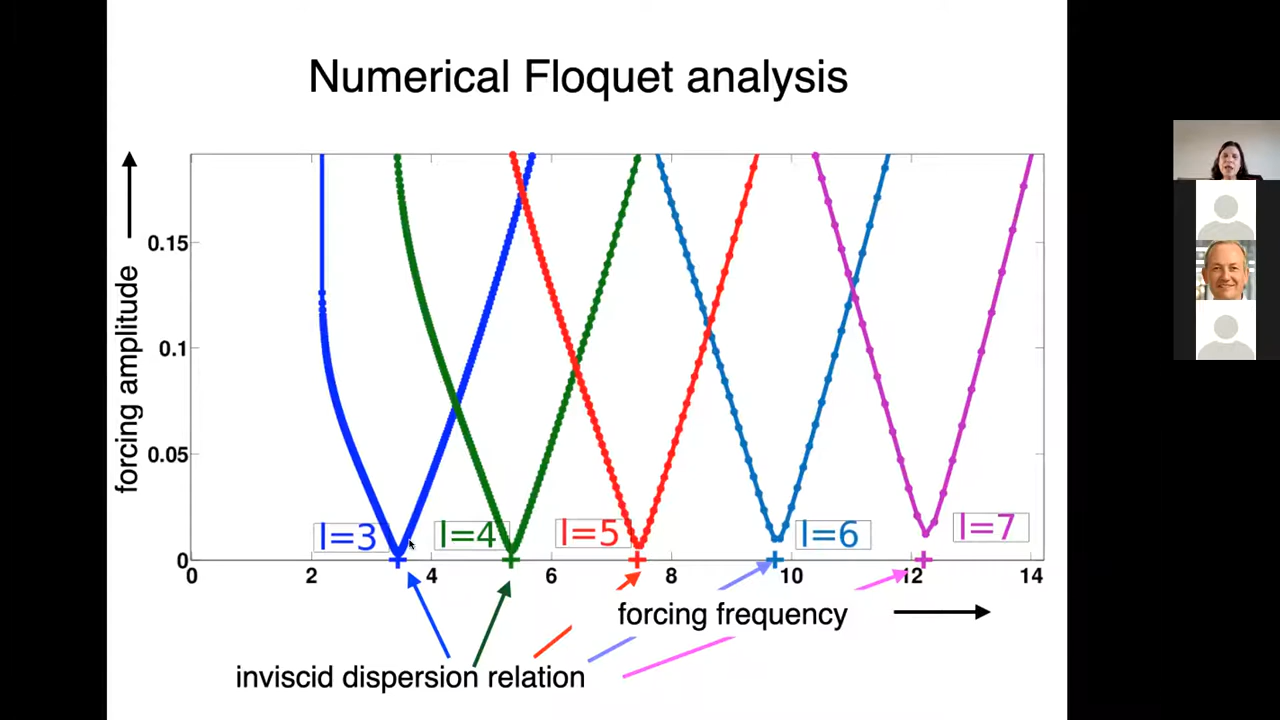 Numerical Floquet analysis
forcing amplitude
0.15
0.1
0.05
0
l=3
l=4
l=5
l=6
l=7
0 2 4 6 8 10 12 14
forcing frequency
inviscid dispersion relation